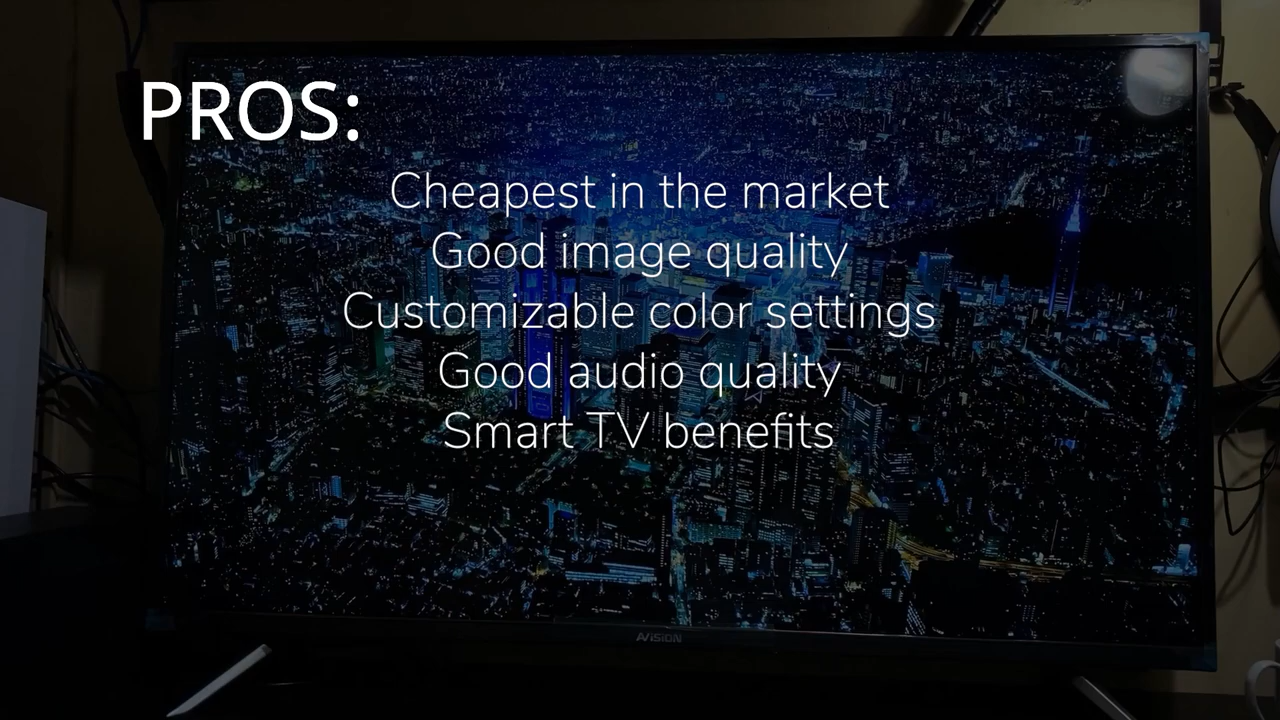 PROS:
Cheapest in the market
Good image quality
Customizable color settings
Good audio quality
Smart TV benefits
AVISION